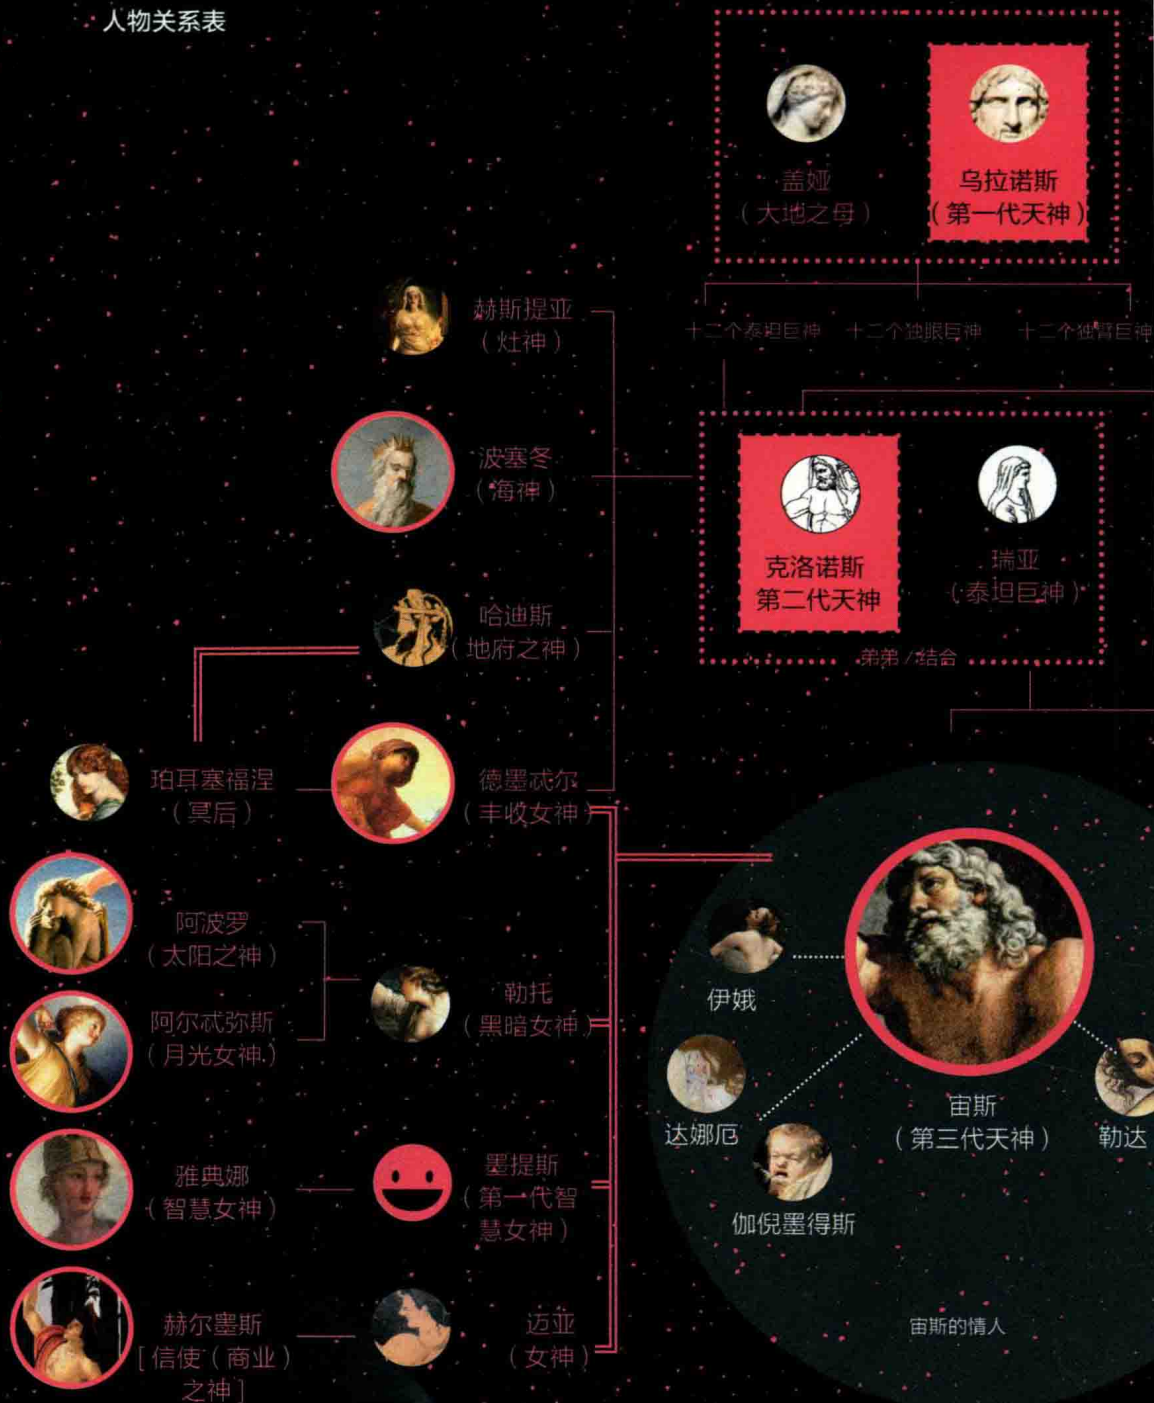 人物关系表
盖娅
（大地之母）
乌拉诺斯
（第一代天神）
十二个泰坦巨神
十二个独眼巨神
十二个独臂巨神
赫斯提亚
（灶神）
波塞冬
（海神）
克洛诺斯
第二代天神
瑞亚
（泰坦巨神）
弟弟/结合
哈迪斯
（地府之神）
珀耳塞福涅
（冥后）
德墨忒尔
（丰收女神）
阿波罗
（太阳之神）
阿尔忒弥斯
（月光女神）
勒托
（黑暗女神）
伊娥
达娜厄
伽倪墨得斯
宙斯
（第三代天神）
勒达
雅典娜
（智慧女神）
墨提斯
（第一代智
慧女神）
赫尔墨斯
[信使（商业）
之神]
迈亚
（女神）
宙斯的情人